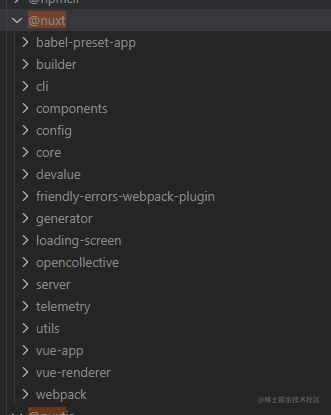 @nuxt
babel-preset-app
builder
cli
components
config
core
devalue
friendly-errors-webpack-plugin
generator
loading-screen
opencollective
server
telemetry
utils
vue-app
vue-renderer
webpack
@稀土掘金技术社区